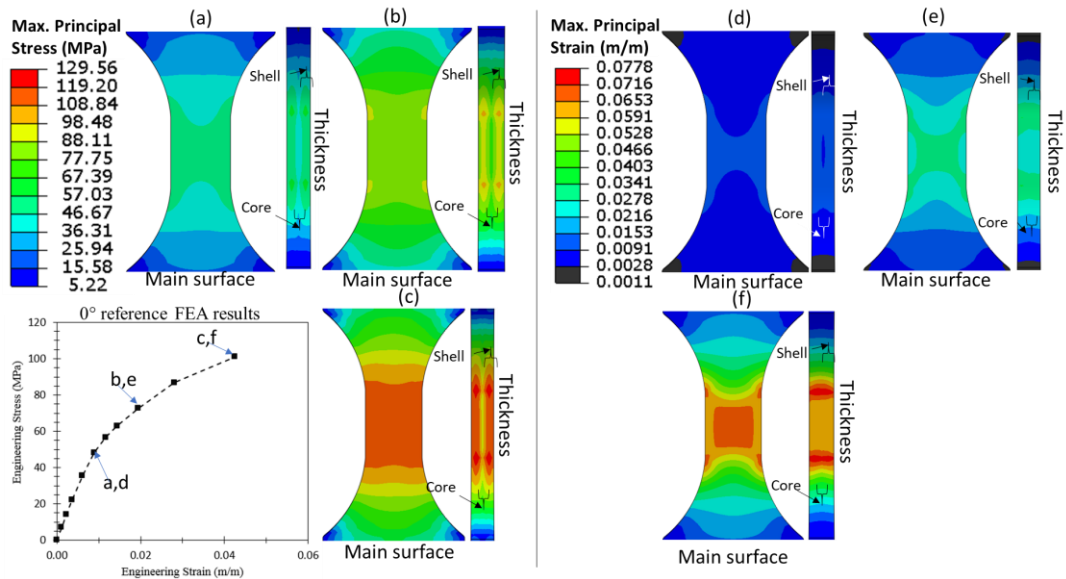 Max. Principal
Stress (MPa)
129.56
119.20
108.84
98.48
88.11
77.75
67.39
57.03
46.67
36.31
25.94
15.58
5.22
(a)
Shell
Thickness
Core
Main surface
(b)
Thickness
Main surface
0° reference FEA results
Engineering Stress (MPa)
120
100
80
60
40
20
0
c,f
b,e
a,d
0.00
0.02
0.04
0.06
Engineering Strain (m/m)
(c)
Shell
Thickness
Core
Main surface
Max. Principal
Strain (m/m)
0.0778
0.0716
0.0653
0.0591
0.0528
0.0466
0.0403
0.0341
0.0278
0.0216
0.0153
0.0091
0.0028
0.0011
(d)
Shell
Thickness
Core
Main surface
(e)
Shell
Thickness
Core
Main surface
(f)
Shell
Thickness
Core
Main surface
Shell
Core